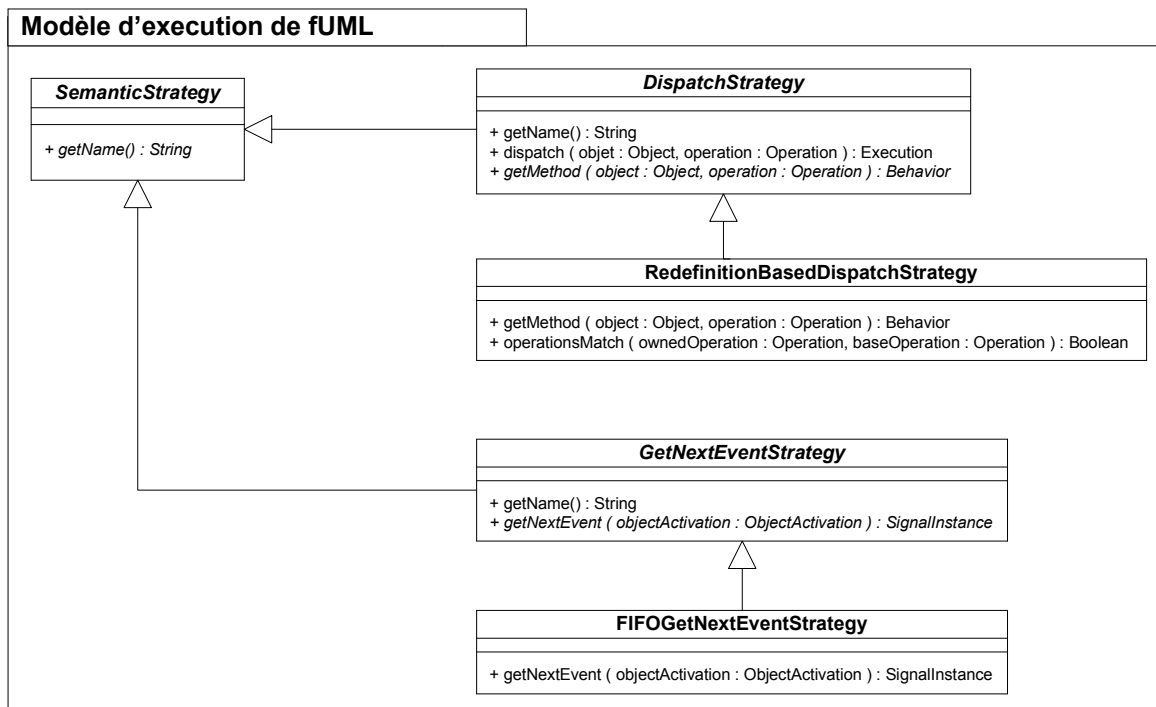 Modèle d'execution de fUML
SemanticStrategy
+ getName() : String
DispatchStrategy
+ getName() : String
+ dispatch ( objet : Object, operation : Operation ) : Execution
+ getMethod ( object : Object, operation : Operation ) : Behavior
RedefinitionBasedDispatchStrategy
+ getMethod ( object : Object, operation : Operation ) : Behavior
+ operationsMatch ( ownedOperation : Operation, baseOperation : Operation ) : Boolean
GetNextEventStrategy
+ getName() : String
+ getNextEvent ( objectActivation : ObjectActivation ) : SignalInstance
FIFOGetNextEventStrategy
+ getNextEvent ( objectActivation : ObjectActivation ) : SignalInstance